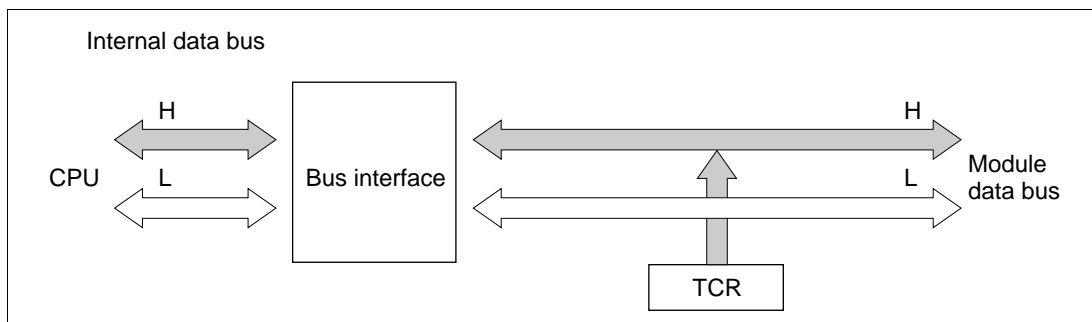 Internal data bus
H
H
CPU
L
Bus interface
L
Module
data bus
TCR